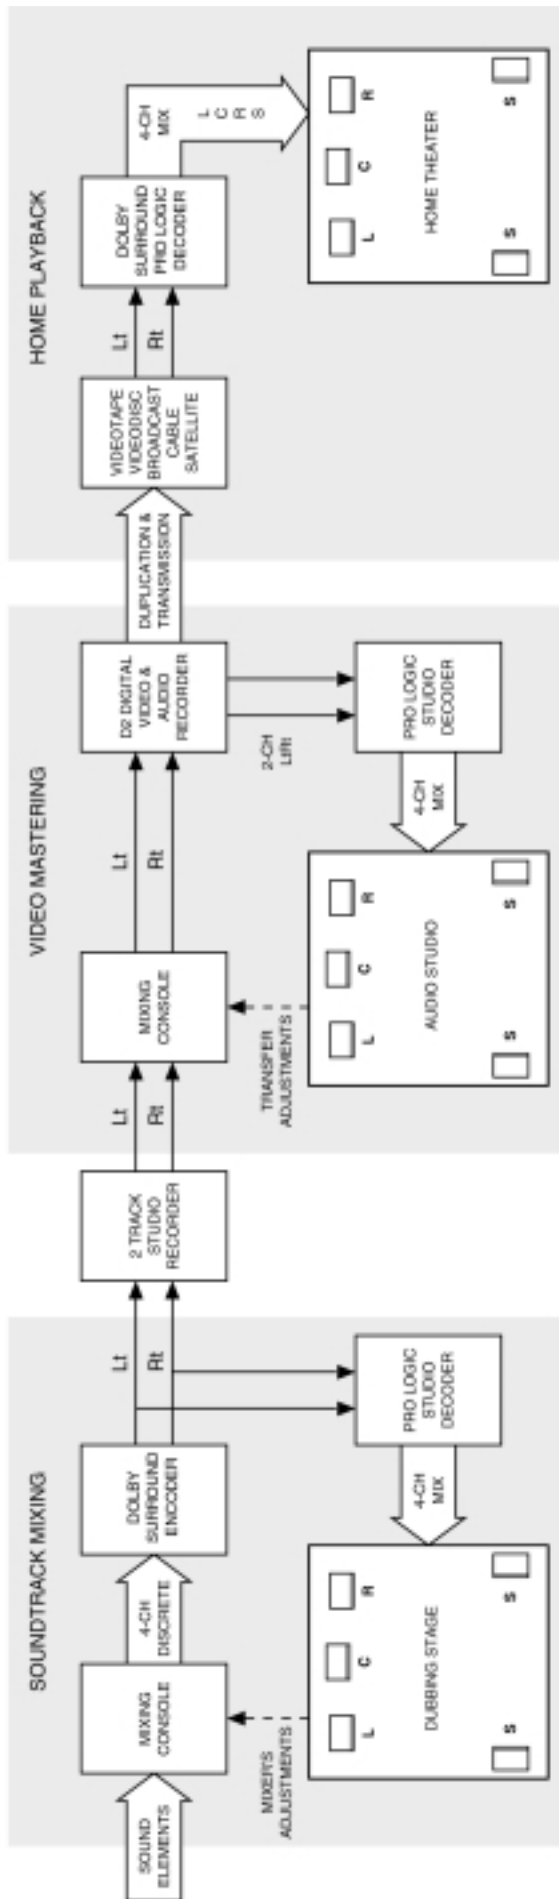 SOUNDTRACK MIXING
SOUND
ELEMENTS
MIXING
CONSOLE
4-CH
DISCRETE
DOLBY
SURROUND
ENCODER
Lt
Rt
MIXER'S
ADJUSTMENTS
DUBBING STAGE
L
C
R
S
S
4-CH
MIX
PRO LOGIC
STUDIO
DECODER
2 TRACK
STUDIO
RECORDER
VIDEO MASTERING
Lt
Rt
MIXING
CONSOLE
Lt
Rt
D2 DIGITAL
VIDEO &
AUDIO
RECORDER
TRANSFER
ADJUSTMENTS
AUDIO STUDIO
L
C
R
S
S
4-CH
MIX
2-CH
LtRt
PRO LOGIC
STUDIO
DECODER
DUPLICATION &
TRANSMISSION
HOME PLAYBACK
VIDEOTAPE
VIDEODISC
BROADCAST
CABLE
SATELLITE
Lt
Rt
DOLBY
SURROUND
PRO LOGIC
DECODER
4-CH
MIX
L
C
R
S
HOME THEATER
L
C
R
S
S